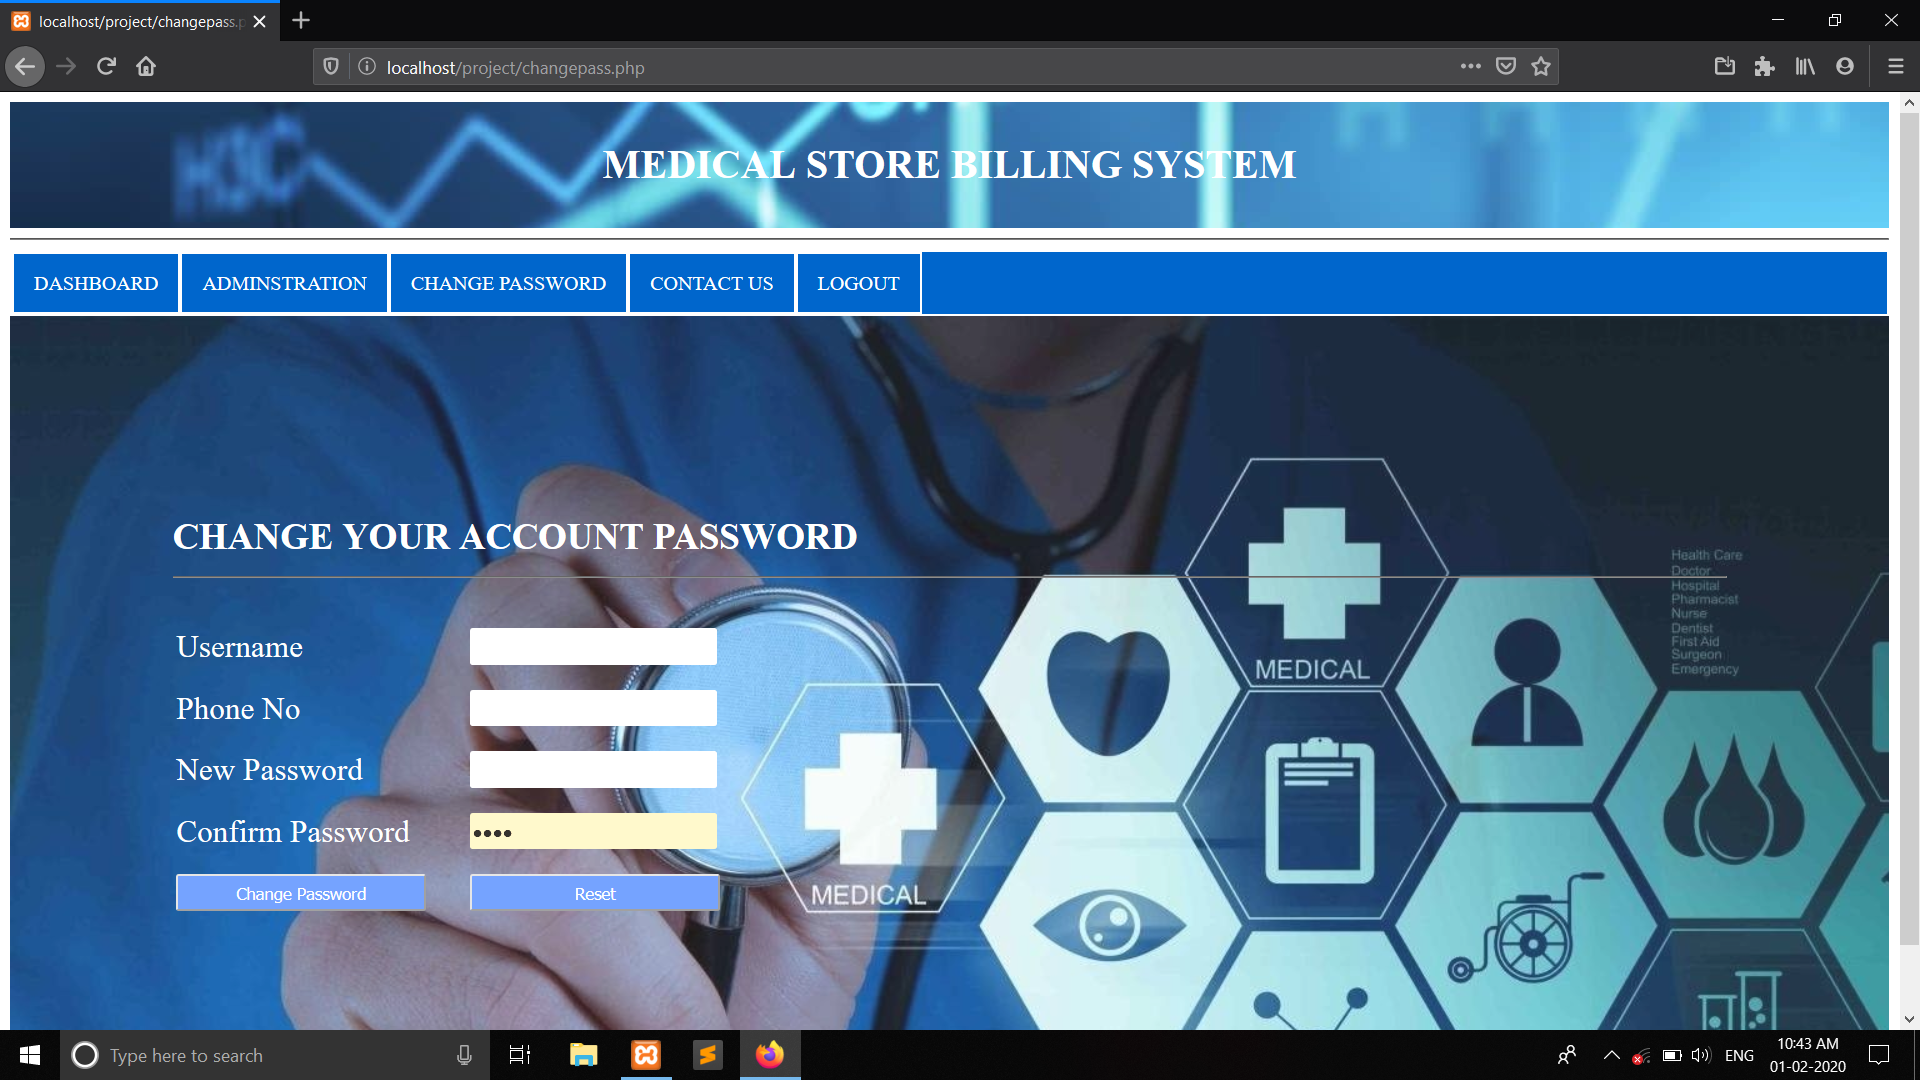 localhost/project/changepass.p
localhost/project/changepass.php
H3C
MEDICAL STORE BILLING SYSTEM
DASHBOARD
ADMINSTRATION
CHANGE PASSWORD
CONTACT US
LOGOUT
CHANGE YOUR ACCOUNT PASSWORD
Health Care
Doctor
Hospital
Pharmacist
Nurse
Dentist
First Aid
Surgeon
Emergency
Username
MEDICAL
Phone No
New Password
Confirm Password
Change Password
Reset
MEDICAL
Type here to search
ENG
10:43 AM
01-02-2020